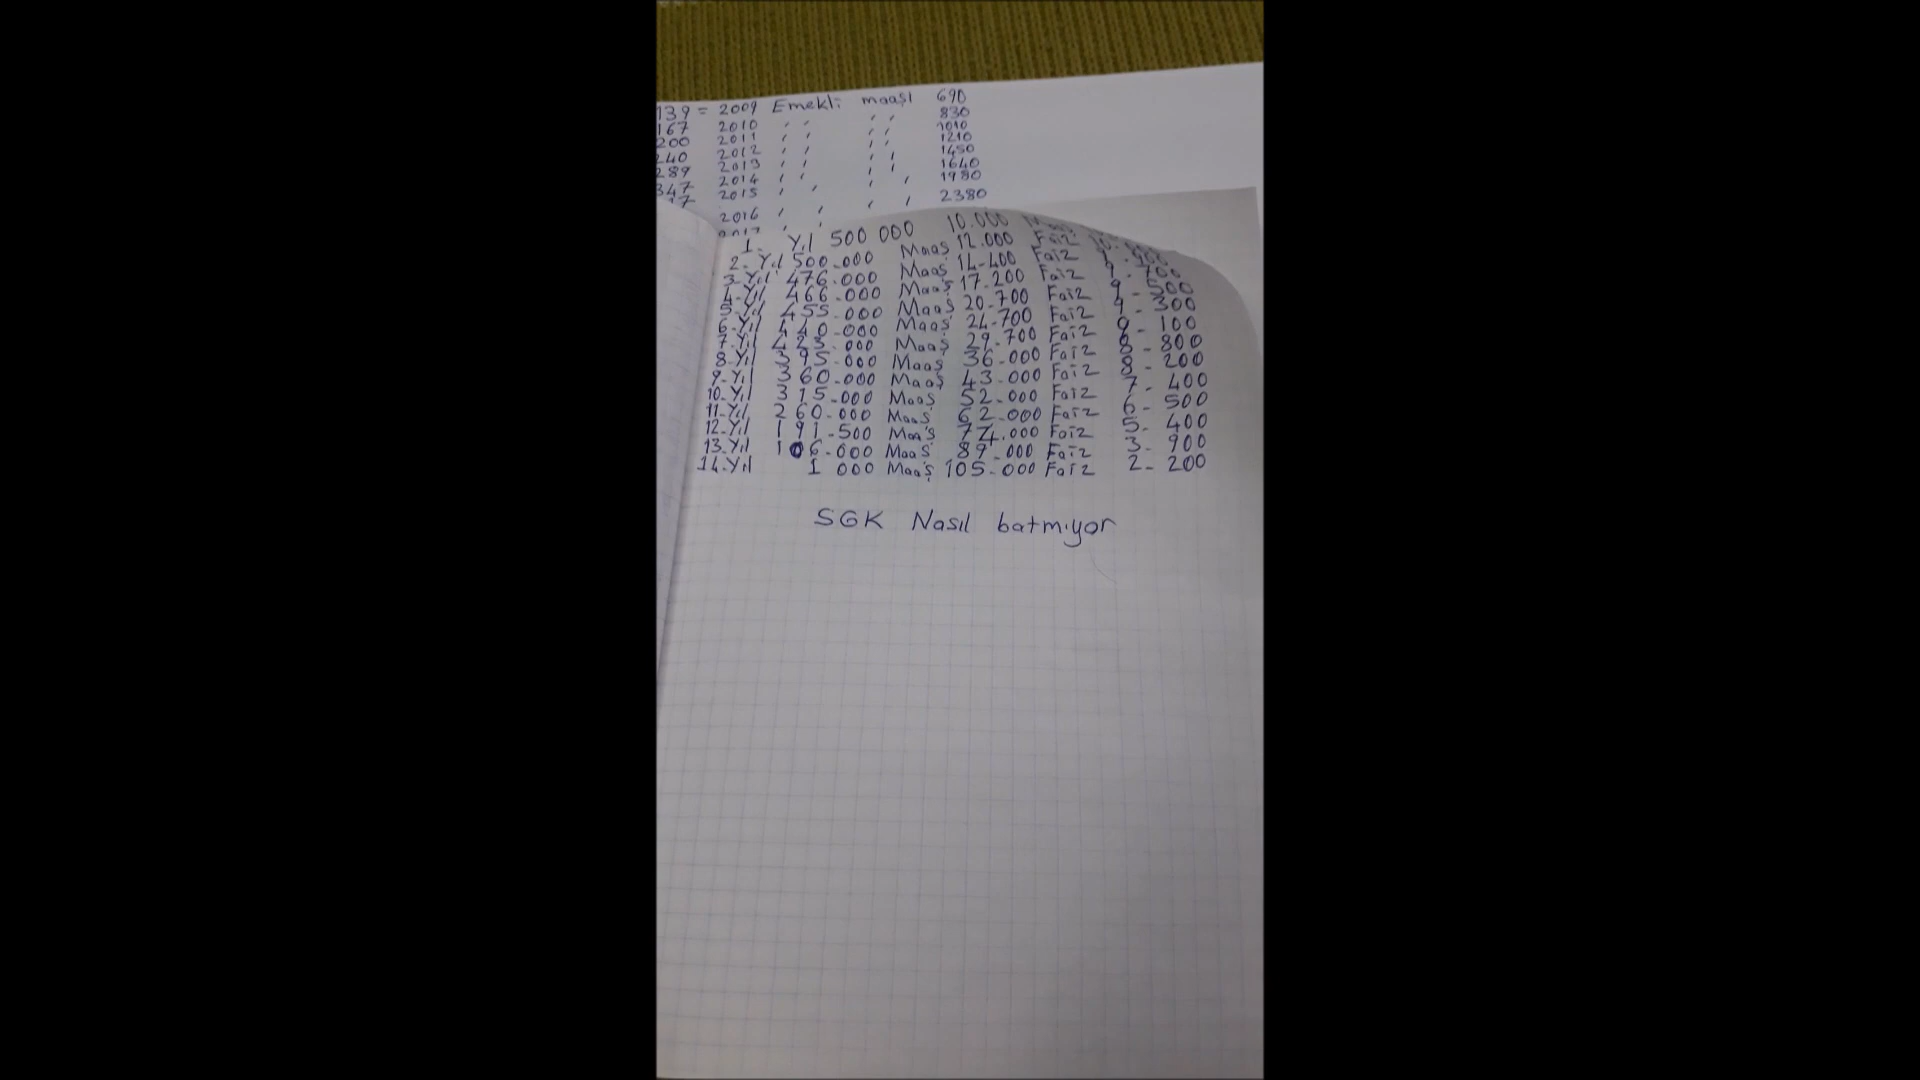 139 = 2009 Emekli maaşı 690
167 2010 ,, ,, 830
200 2011 ,, ,, 1010
240 2012 ,, ,, 1210
289 2013 ,, ,, 1450
347 2014 ,, ,, 1640
2015 ,, ,, 1980
2016 ,, ,, 2380
1. Yıl 500 000 10.000
2. Yıl 500.000 Maaş 12.000 Faiz
3. Yıl 476.000 Maaş 14.400 Faiz
4. Yıl 466.000 Maaş 17.200 Faiz
5. Yıl 455.000 Maaş 20.700 Faiz 9.300
6. Yıl 440.000 Maaş 24.700 Faiz 9.100
7. Yıl 423.000 Maaş 29.700 Faiz 8.800
8. Yıl 395.000 Maaş 36.000 Faiz 8.200
9. Yıl 360.000 Maaş 43.000 Faiz 7.400
10. Yıl 315.000 Maaş 52.000 Faiz 6.500
11. Yıl 260.000 Maaş 62.000 Faiz 5.400
12. Yıl 191.500 Maaş 74.000 Faiz 3.900
13. Yıl 106.000 Maaş 89.000 Faiz 2.200
14. Yıl 1 000 Maaş 105.000 Faiz
SGK Nasıl batmıyor